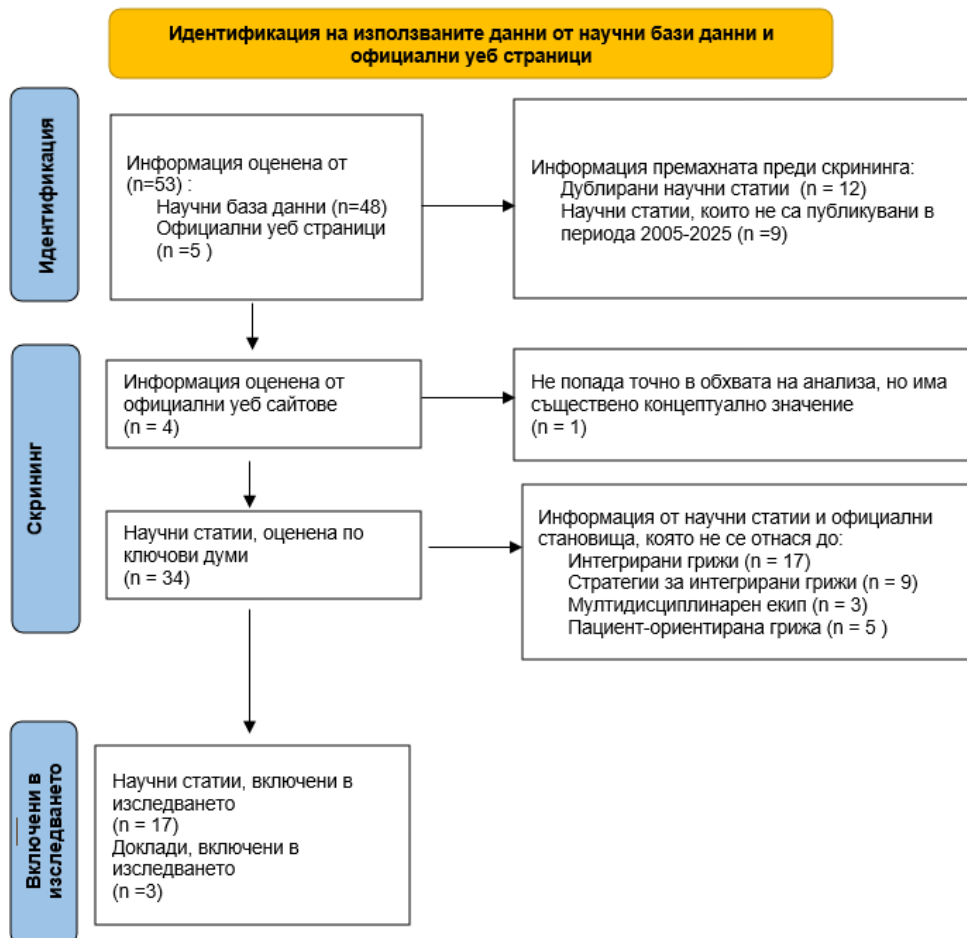 Идентификация на използваните данни от научни бази данни и
официални уеб страници
Идентификация
Информация оценена от
(n=53) :
Научни база данни (n=48)
Официални уеб страници
(n =5 )
Информация премахната преди скрининга:
Дублирани научни статии (n = 12)
Научни статии, които не са публикувани в
периода 2005-2025 (n =9)
Скрининг
Информация оценена от
официални уеб сайтове
(n = 4)
Не попада точно в обхвата на анализа, но има
съществено концептуално значение
(n = 1)
Научни статии, оценена по
ключови думи
(n = 34)
Информация от научни статии и официални
становища, която не се отнася до:
Интегрирани грижи (n = 17)
Стратегии за интегрирани грижи (n = 9)
Мултидисциплинарен екип (n = 3)
Пациент-ориентирана грижа (n = 5 )
Включени в
изследването
Научни статии, включени в
изследването
(n = 17)
Доклади, включени в
изследването
(n =3)